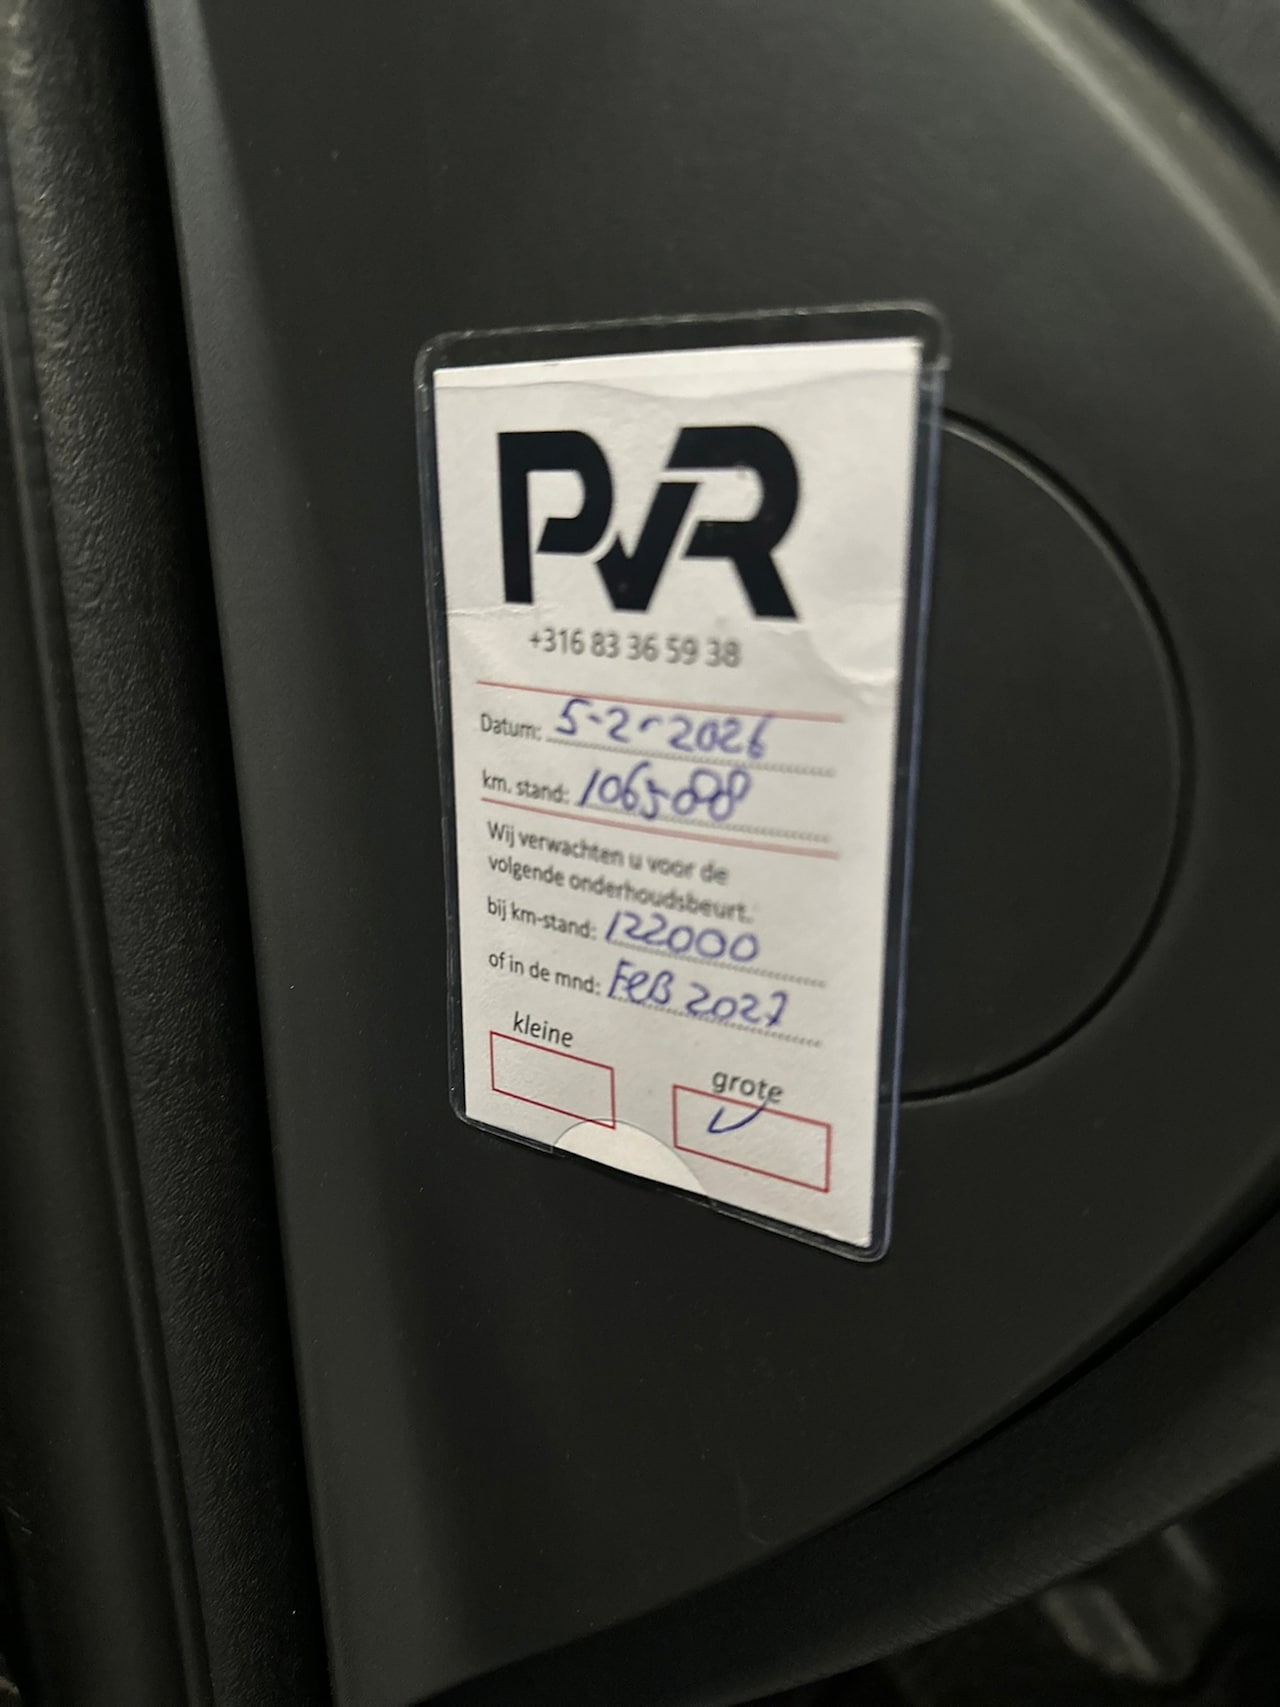 PVR
+316 83 36 59 38
Datum: 5-2-2026
km. stand: 1065088
Wij verwachten u voor de
volgende onderhoudsbeurt.
bij km-stand: 122000
of in de mnd: FEB 2027
kleine
grote